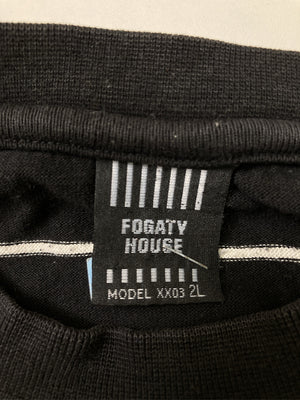 FOGATY
HOUSE
MODEL XX03 2L